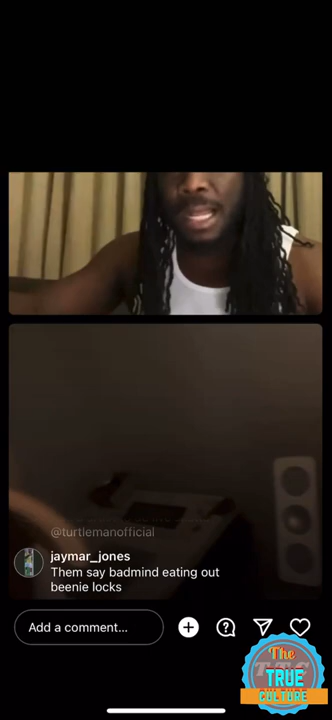 @turtlemanofficial
jaymar_jones
Them say badmind eating out
beenie locks
Add a comment...
The
TRUE
CULTURE